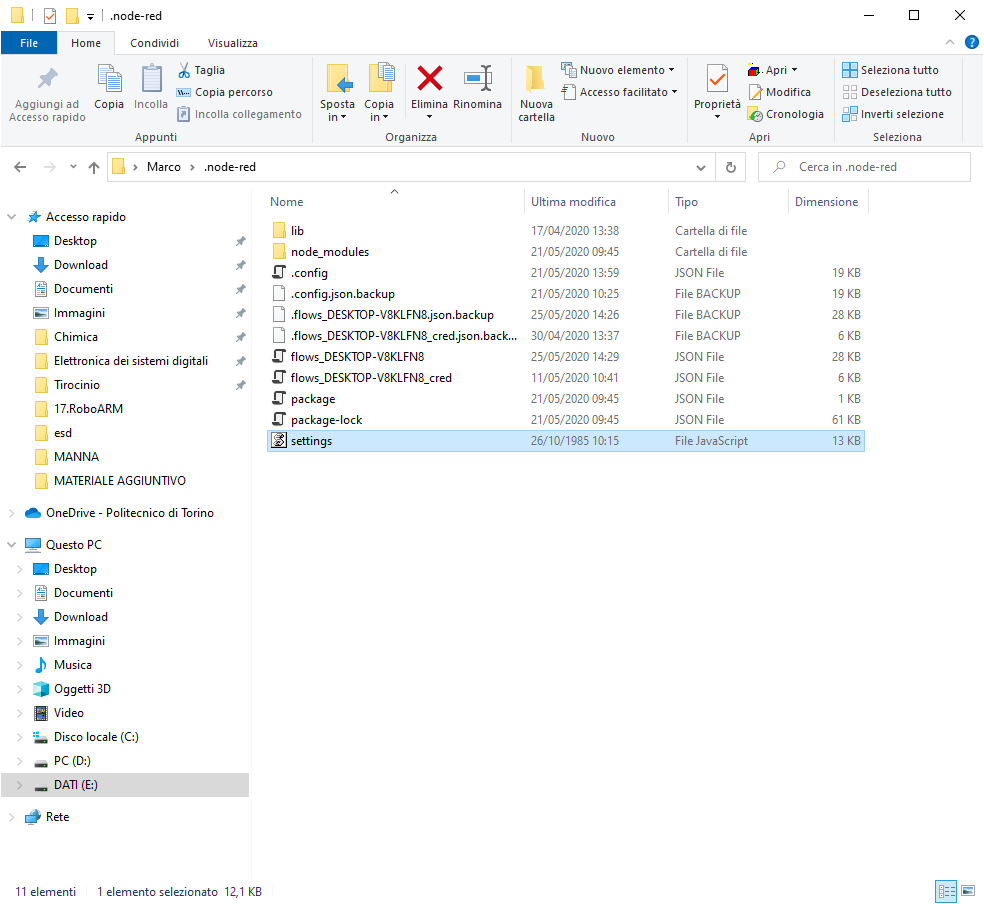 .node-red
File Home Condividi Visualizza
Aggiungi ad Accesso rapido
Copia
Incolla
Taglia
Copia percorso
Incolla collegamento
Appunti
Sposta in
Copia in
Elimina
Rinomina
Organizza
Nuova cartella
Nuovo elemento
Accesso facilitato
Nuovo
Proprietà
Apri
Modifica
Cronologia
Apri
Seleziona tutto
Deseleziona tutto
Inverti selezione
Seleziona
Marco › .node-red
Cerca in .node-red
Accesso rapido
Desktop
Download
Documenti
Immagini
Chimica
Elettronica dei sistemi digitali
Tirocinio
17.RoboARM
esd
MANNA
MATERIALE AGGIUNTIVO
OneDrive - Politecnico di Torino
Questo PC
Desktop
Documenti
Download
Immagini
Musica
Oggetti 3D
Video
Disco locale (C:)
PC (D:)
DATI (E:)
Rete
Nome Ultima modifica Tipo Dimensione
lib 17/04/2020 13:38 Cartella di file
node_modules 21/05/2020 09:45 Cartella di file
.config 21/05/2020 13:59 JSON File 19 KB
.config.json.backup 21/05/2020 10:25 File BACKUP 19 KB
.flows_DESKTOP-V8KLFN8.json.backup 25/05/2020 14:26 File BACKUP 28 KB
.flows_DESKTOP-V8KLFN8_cred.json.back... 30/04/2020 13:37 File BACKUP 6 KB
flows_DESKTOP-V8KLFN8 25/05/2020 14:29 JSON File 28 KB
flows_DESKTOP-V8KLFN8_cred 11/05/2020 10:41 JSON File 6 KB
package 21/05/2020 09:45 JSON File 1 KB
package-lock 21/05/2020 09:45 JSON File 61 KB
settings 26/10/1985 10:15 File JavaScript 13 KB
11 elementi 1 elemento selezionato 12,1 KB